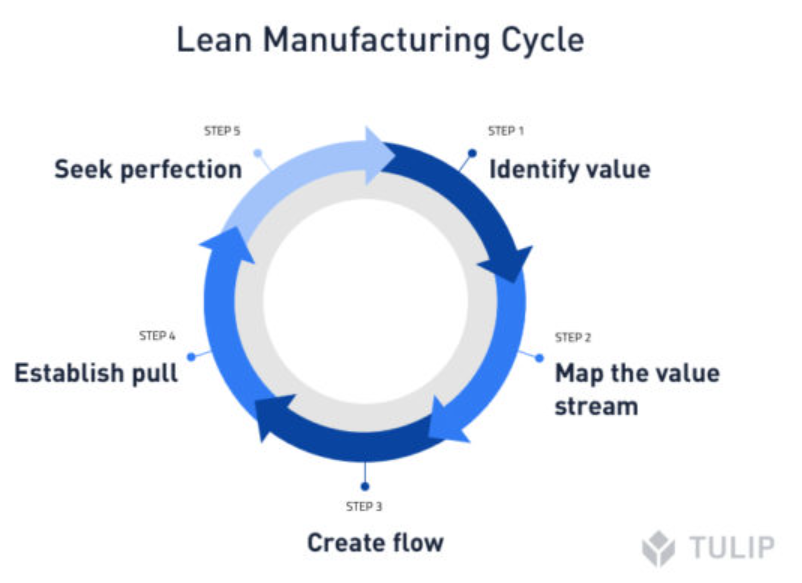 Lean Manufacturing Cycle
STEP 1
Identify value
STEP 2
Map the value
stream
STEP 3
Create flow
STEP 4
Establish pull
STEP 5
Seek perfection
TULIP